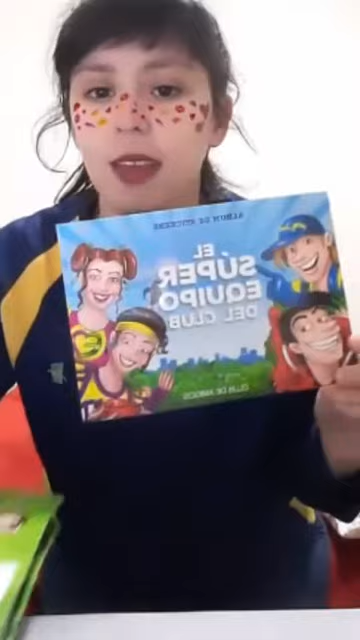 ÁLBUM DE STICKERS
EL
SÚPER
EQUIPO
DEL CLUB
CLUB DE AMIGOS